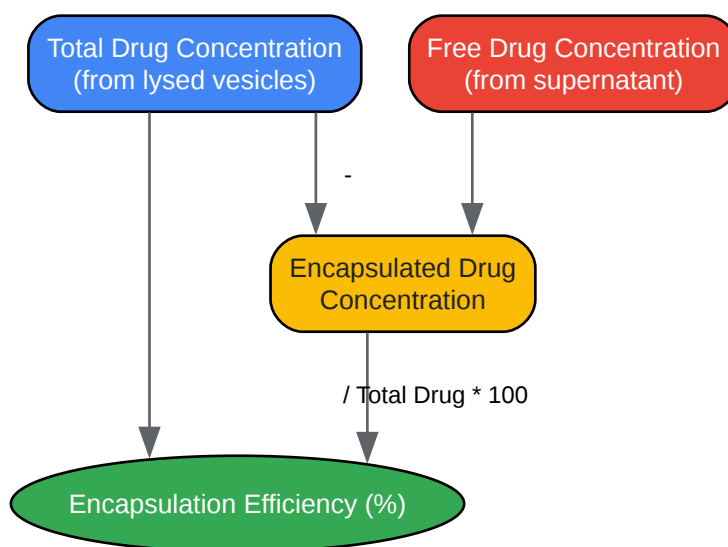 Total Drug Concentration
(from lysed vesicles)
Free Drug Concentration
(from supernatant)
-
Encapsulated Drug
Concentration
/ Total Drug * 100
Encapsulation Efficiency (%)